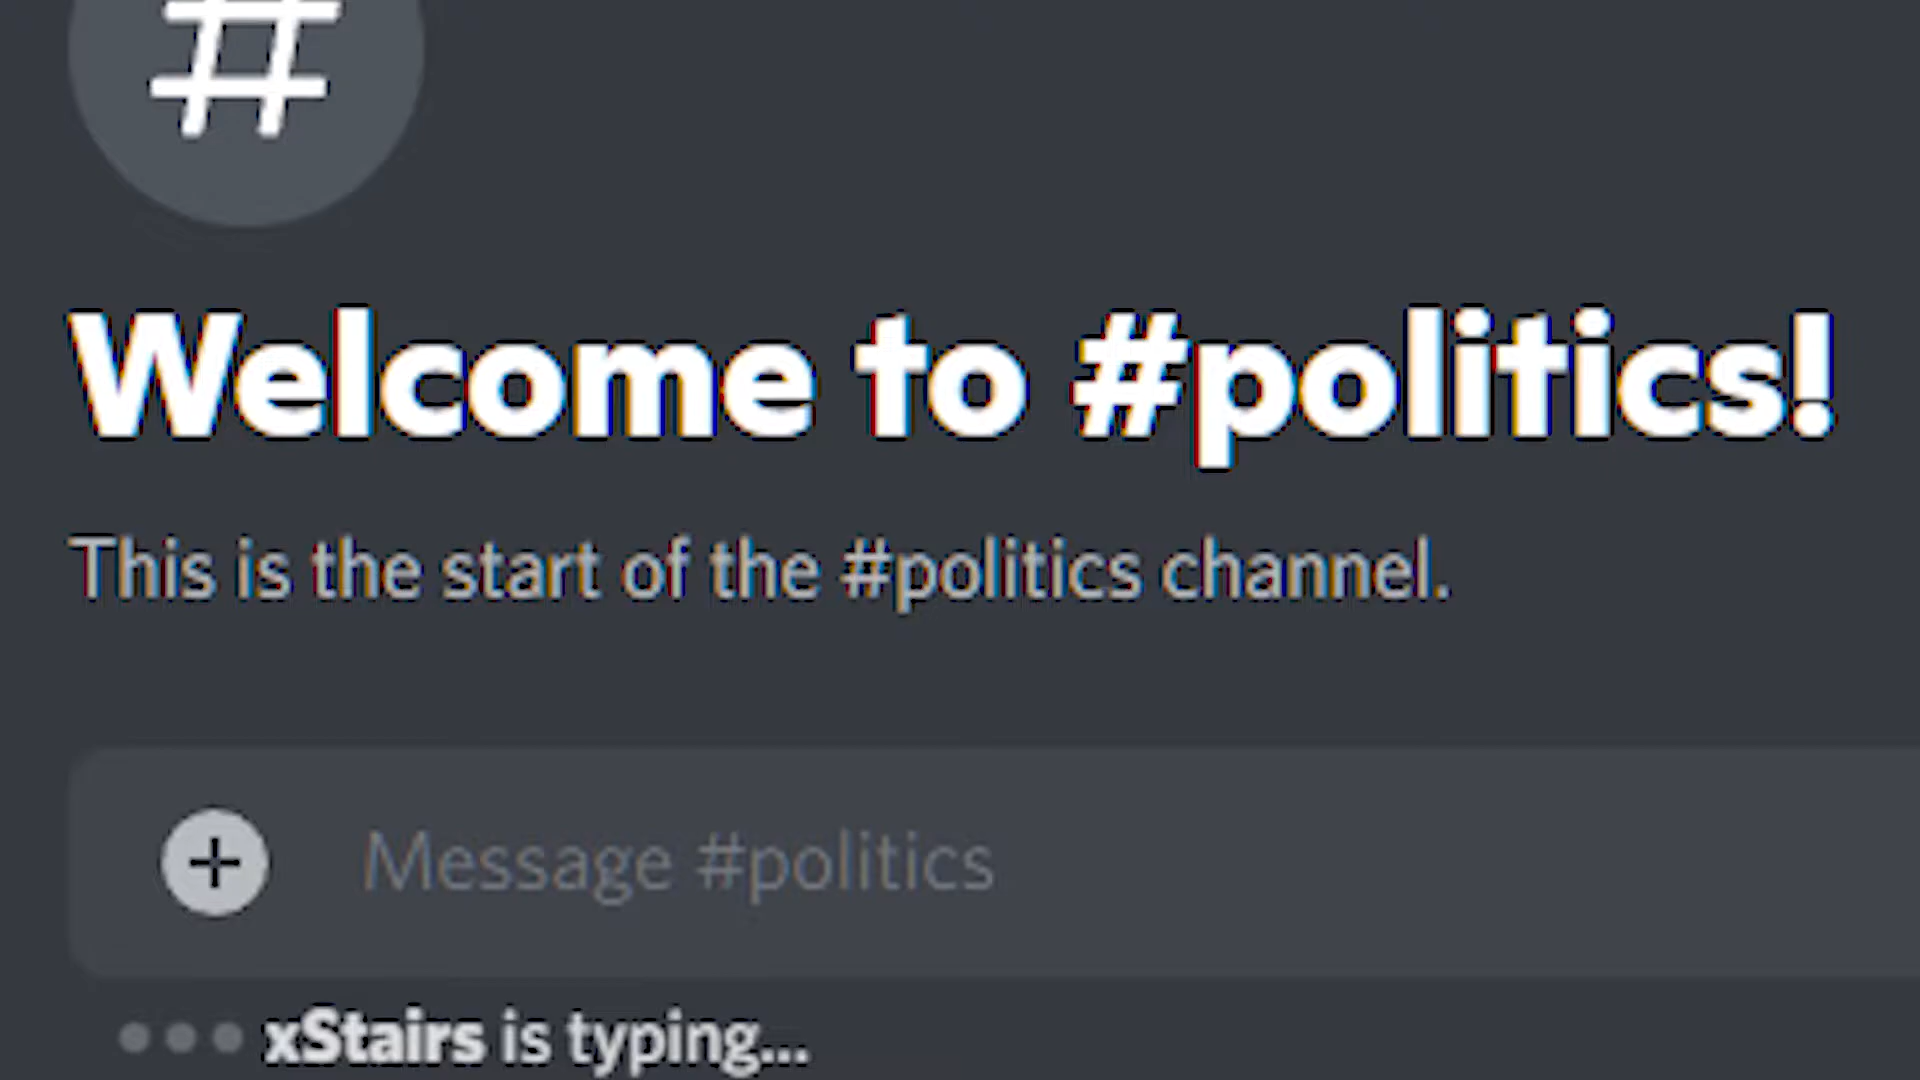 #
Welcome to #politics!
This is the start of the #politics channel.
+ Message #politics
xStairs is typing...